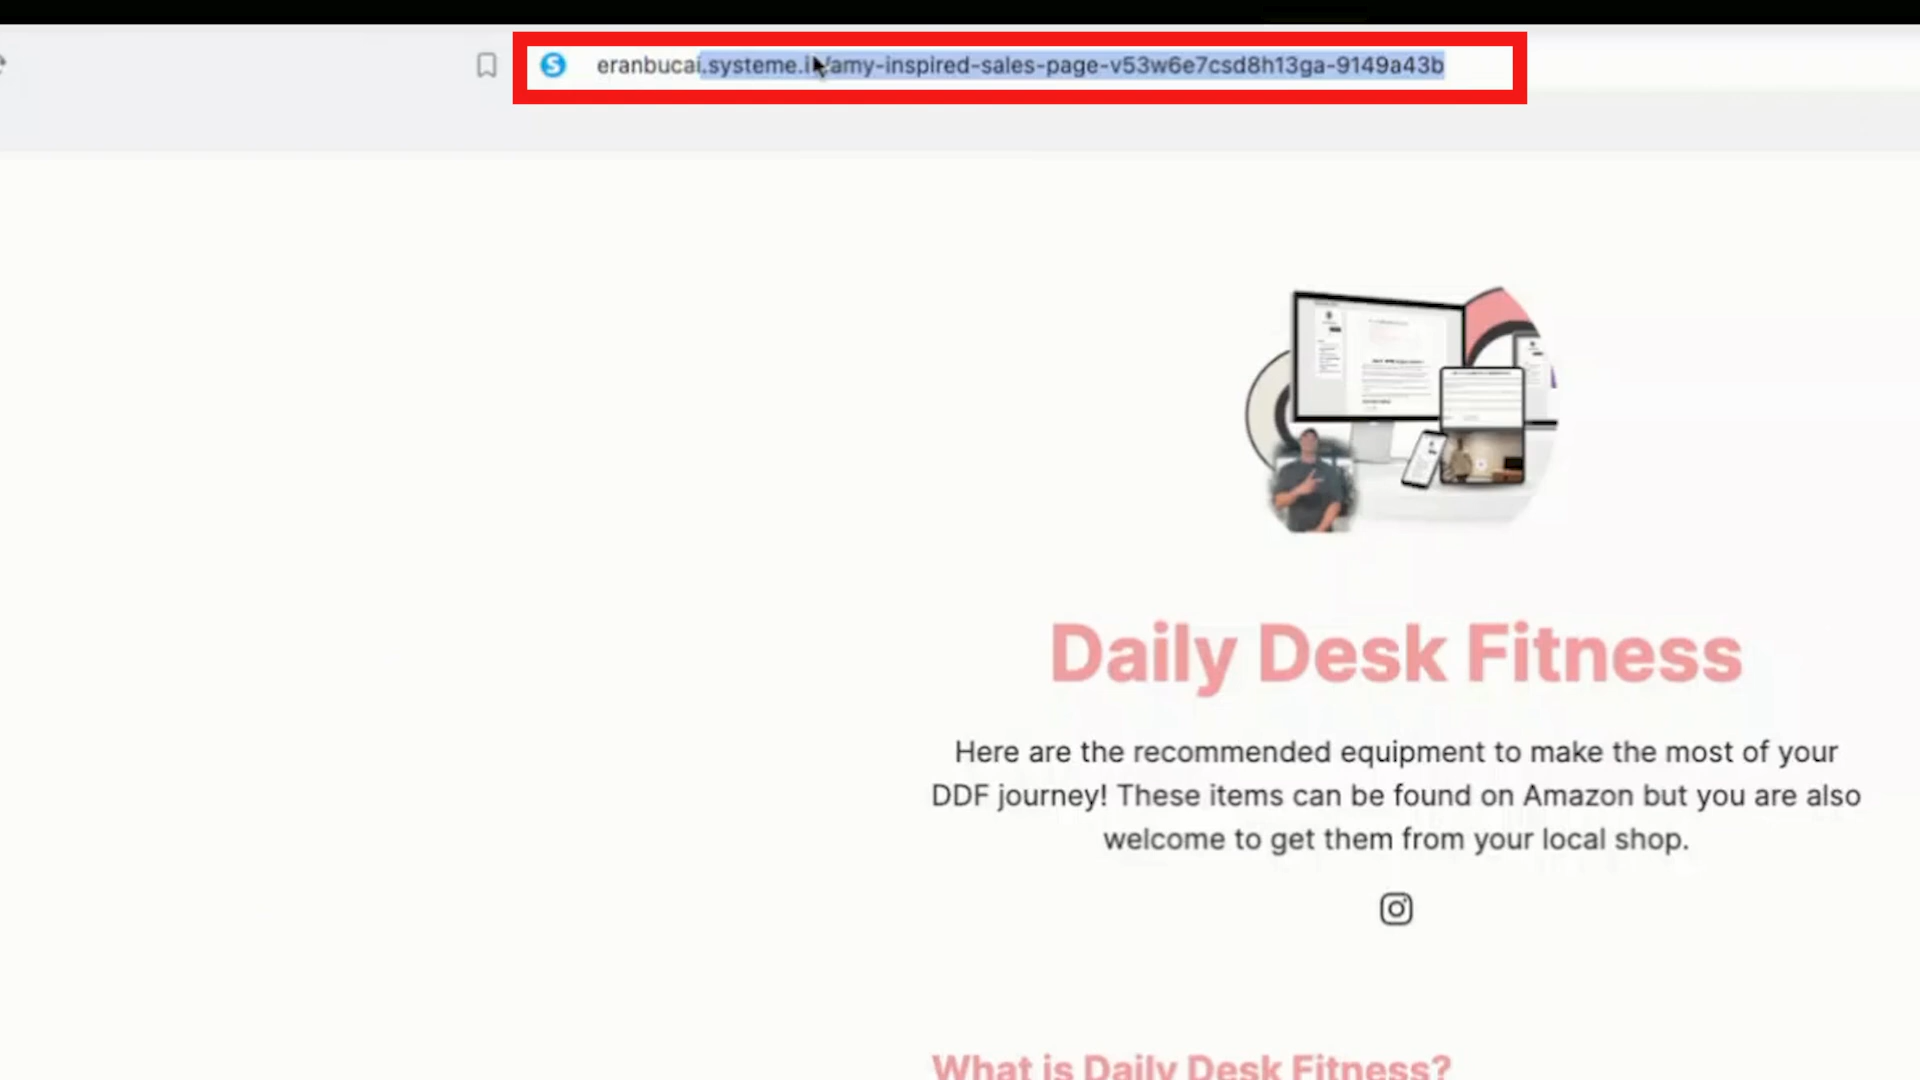 eranbucai.systeme.io/amy-inspired-sales-page-v53w6e7csd8h13ga-9149a43b
Daily Desk Fitness
Here are the recommended equipment to make the most of your
DDF journey! These items can be found on Amazon but you are also
welcome to get them from your local shop.
What is Daily Desk Fitness?